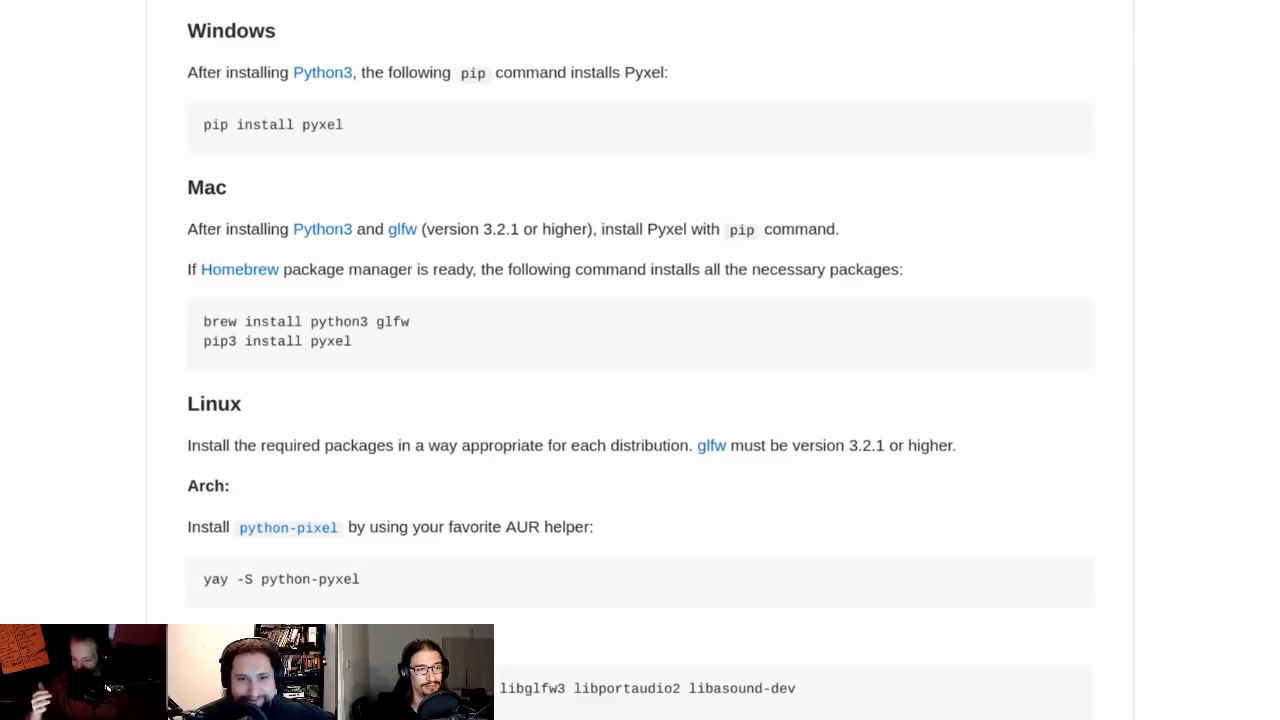 Windows
After installing Python3, the following pip command installs Pyxel:
pip install pyxel
Mac
After installing Python3 and glfw (version 3.2.1 or higher), install Pyxel with pip command.
If Homebrew package manager is ready, the following command installs all the necessary packages:
brew install python3 glfw
pip3 install pyxel
Linux
Install the required packages in a way appropriate for each distribution. glfw must be version 3.2.1 or higher.
Arch:
Install python-pixel by using your favorite AUR helper:
yay -S python-pyxel
libglfw3 libportaudio2 libasound-dev